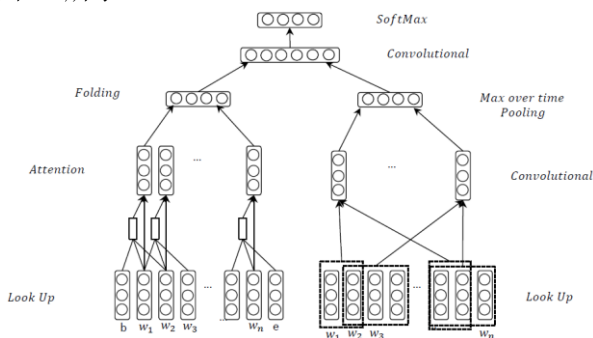 SoftMax
Convolutional
Folding
Max over time
Pooling
...
...
Attention
Convolutional
Look Up
...
...
...
Look Up
b w₁ w₂ w₃ ... wₙ e
w₁ w₂ w₃ wₙ